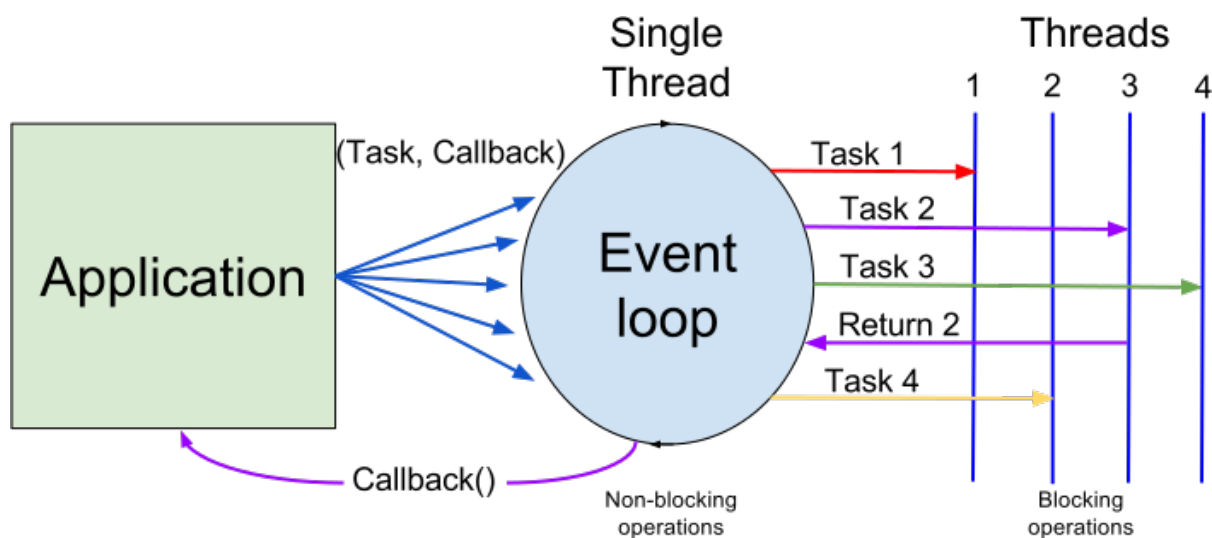 Single
Thread
Threads
1 2 3 4
(Task, Callback)
Application
Event
loop
Task 1
Task 2
Task 3
Return 2
Task 4
Callback()
Non-blocking
operations
Blocking
operations